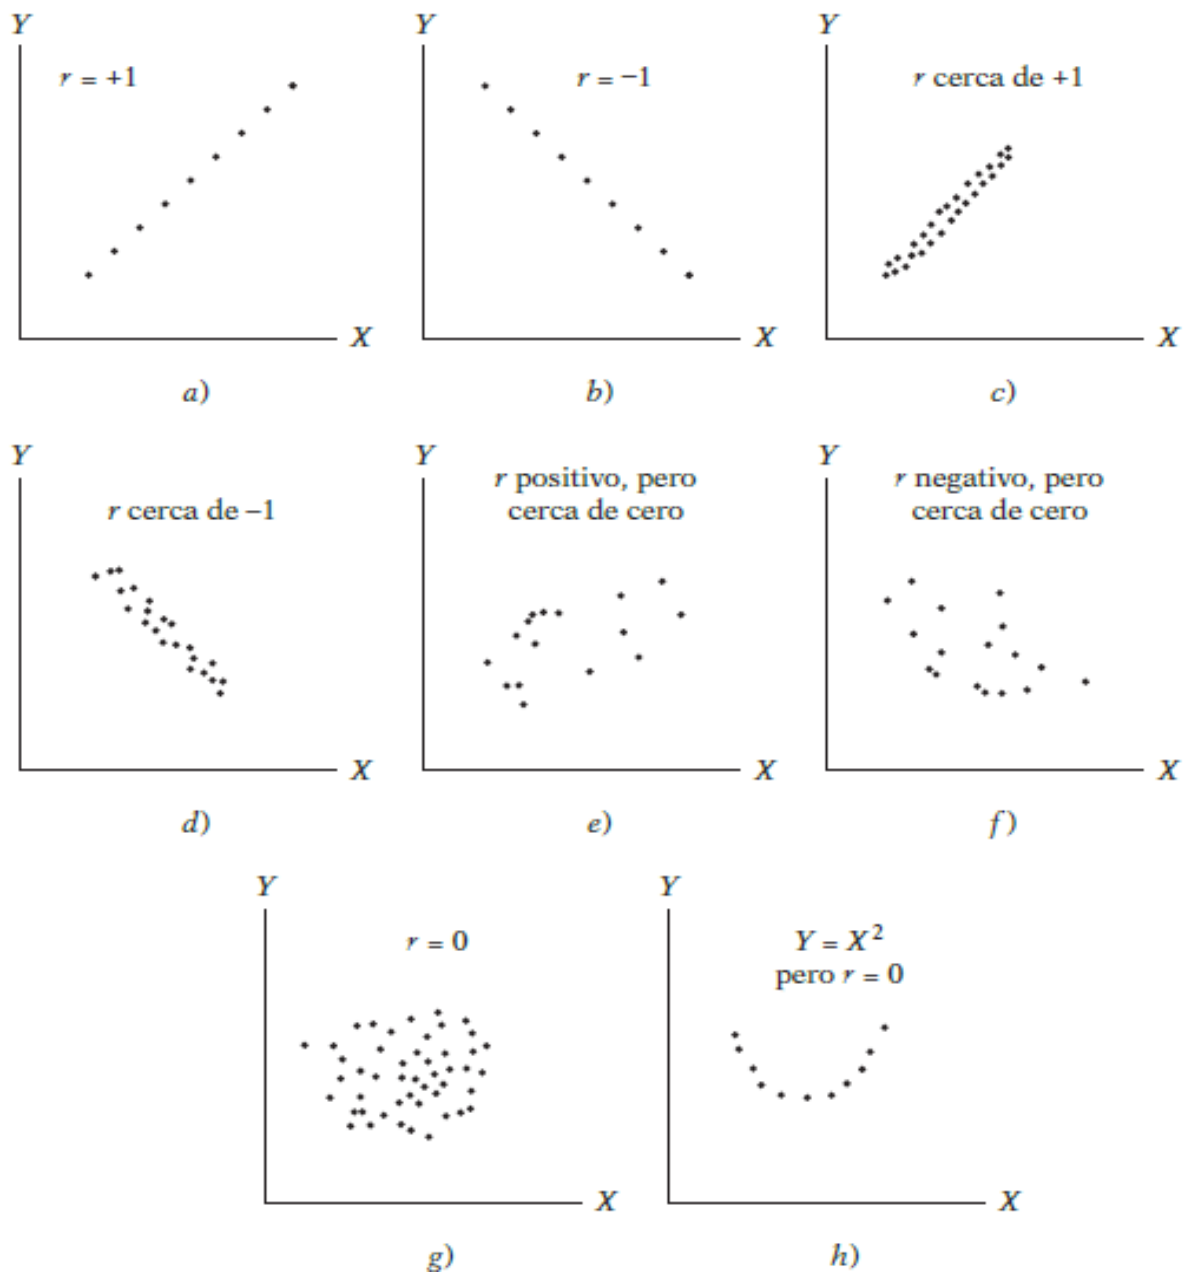 Y
r = +1
X
a)
Y
r = −1
X
b)
Y
r cerca de +1
X
c)
Y
r cerca de −1
X
d)
Y
r positivo, pero
cerca de cero
X
e)
Y
r negativo, pero
cerca de cero
X
f)
Y
r = 0
X
g)
Y
Y = X²
pero r = 0
X
h)